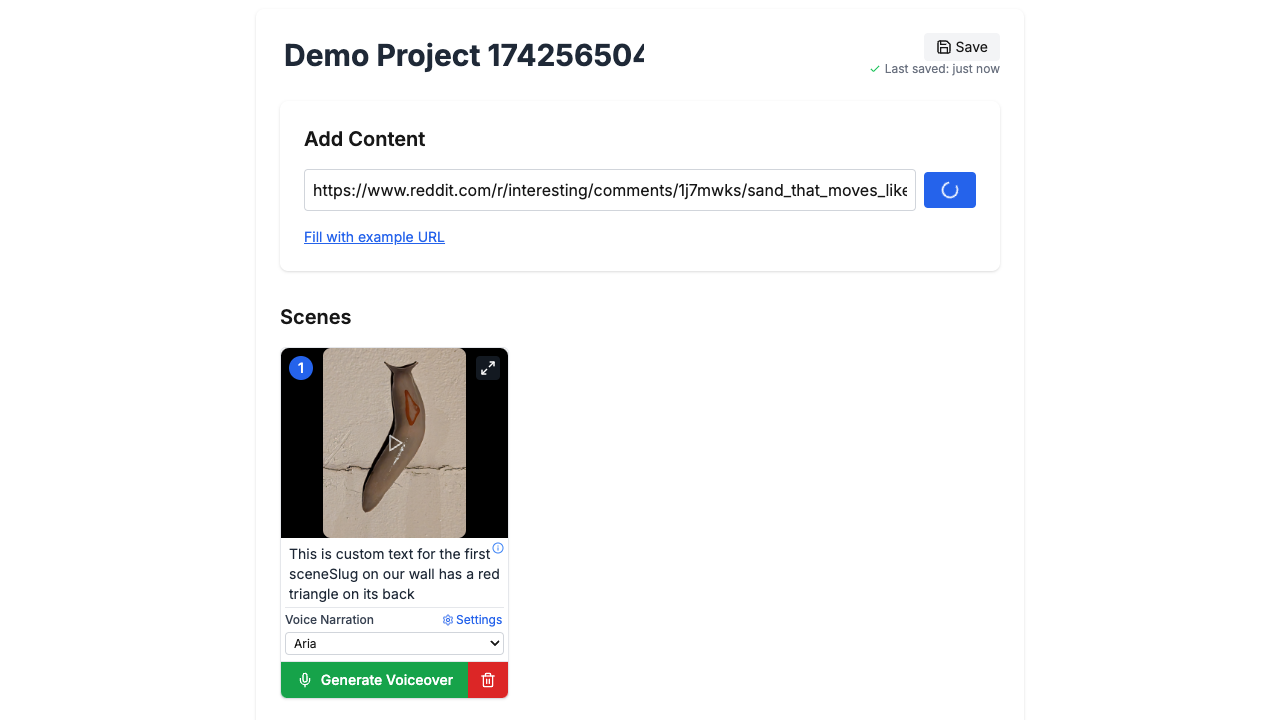 Demo Project 174256504
Save
Last saved: just now
Add Content
https://www.reddit.com/r/interesting/comments/1j7mwks/sand_that_moves_like
Fill with example URL
Scenes
1
This is custom text for the first
sceneSlug on our wall has a red
triangle on its back
Voice Narration
Settings
Aria
Generate Voiceover